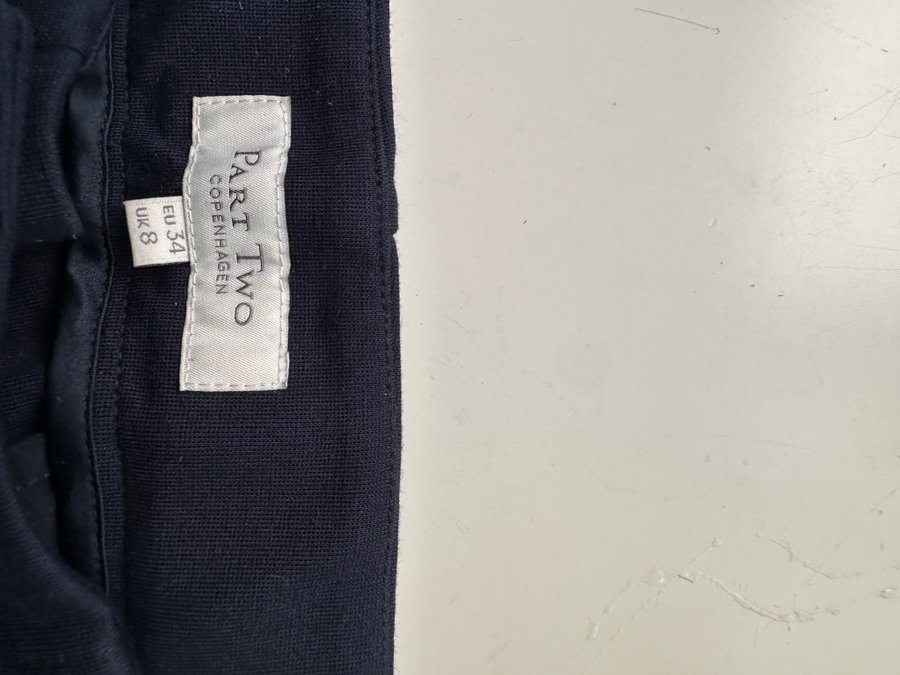 PART TWO
COPENHAGEN
EU 34
UK 8